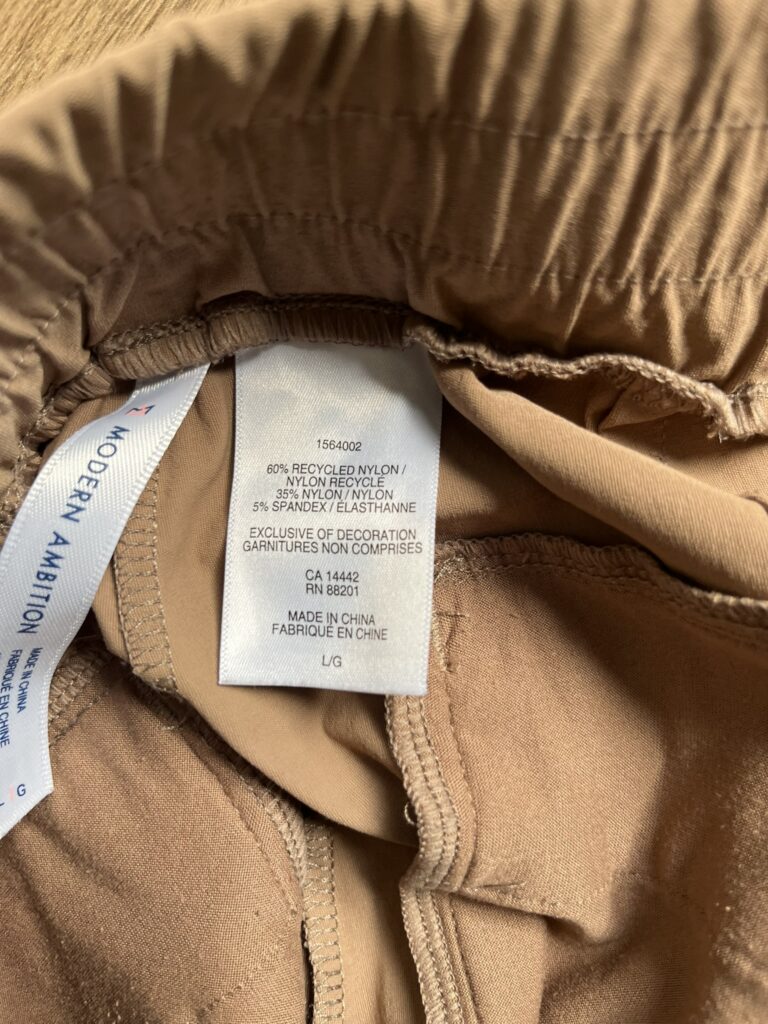 M MODERN AMBITION
MADE IN CHINA
FABRIQUÉ EN CHINE
G
1564002
60% RECYCLED NYLON /
NYLON RECYCLE
35% NYLON / NYLON
5% SPANDEX / ÉLASTHANNE
EXCLUSIVE OF DECORATION
GARNITURES NON COMPRISES
CA 14442
RN 88201
MADE IN CHINA
FABRIQUÉ EN CHINE
L/G